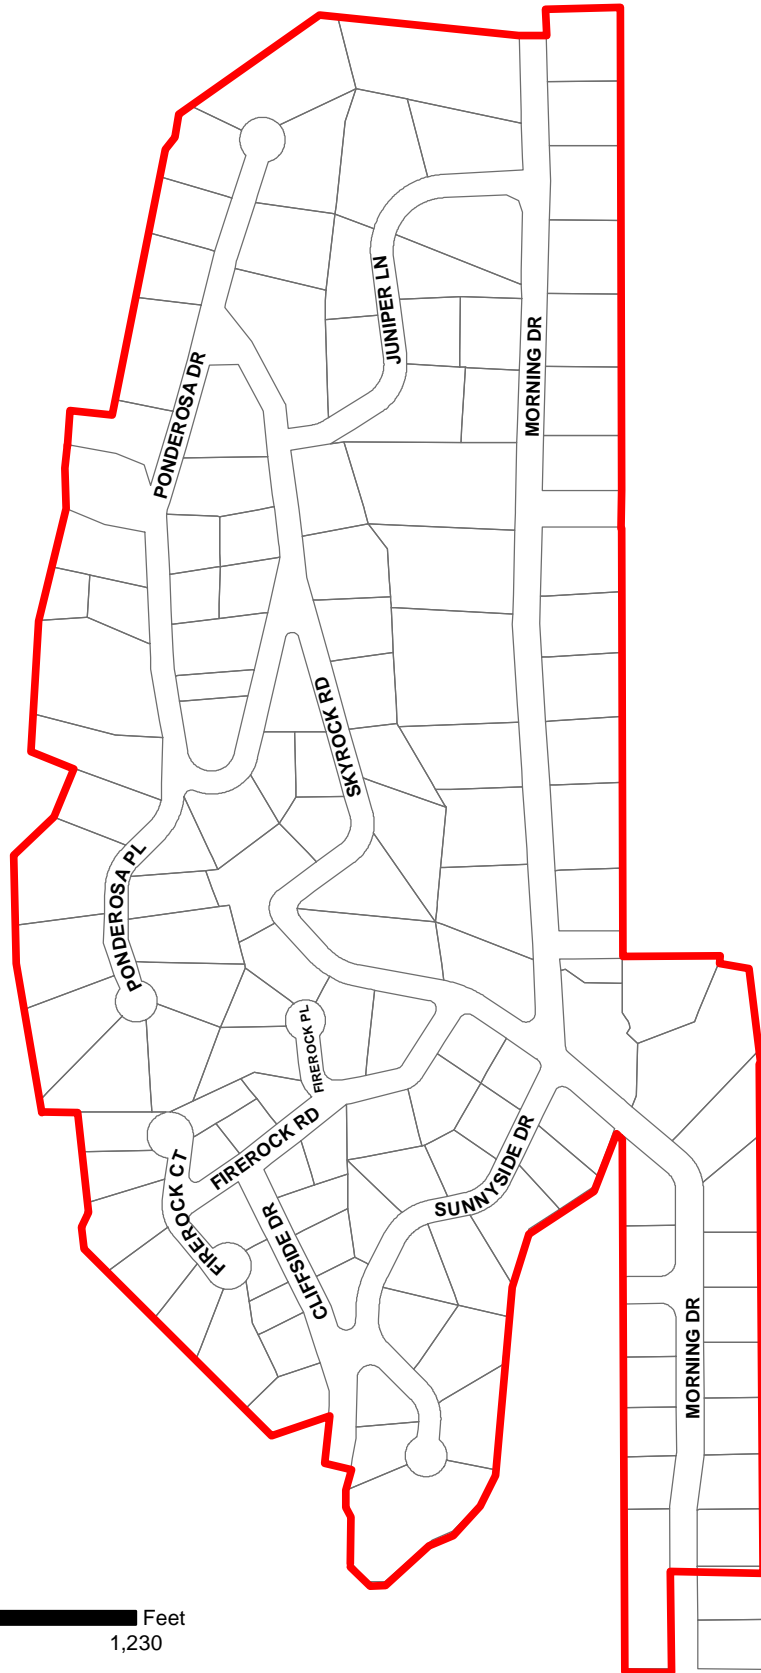 JUNIPER LN
MORNING DR
PONDEROSA DR
SKYROCK RD
PONDEROSA PL
FIREROCK PL
FIREROCK RD
SUNNYSIDE DR
FIREROCK CT
CLIFFSIDE DR
MORNING DR
Feet
1,230